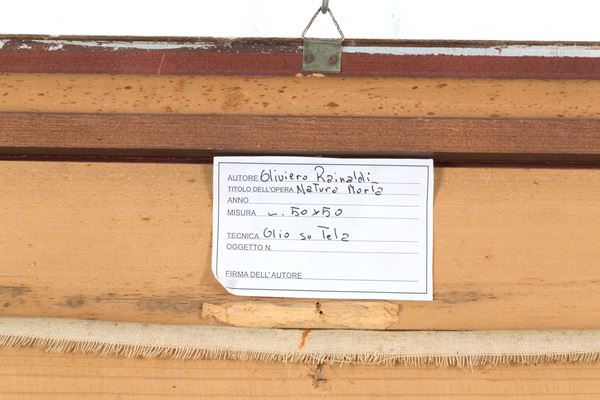 AUTORE Oliviero Rainaldi
TITOLO DELL'OPERA Natura Morta
ANNO
MISURA cm. 50x50
TECNICA Olio su Tela
OGGETTO N.
FIRMA DELL'AUTORE